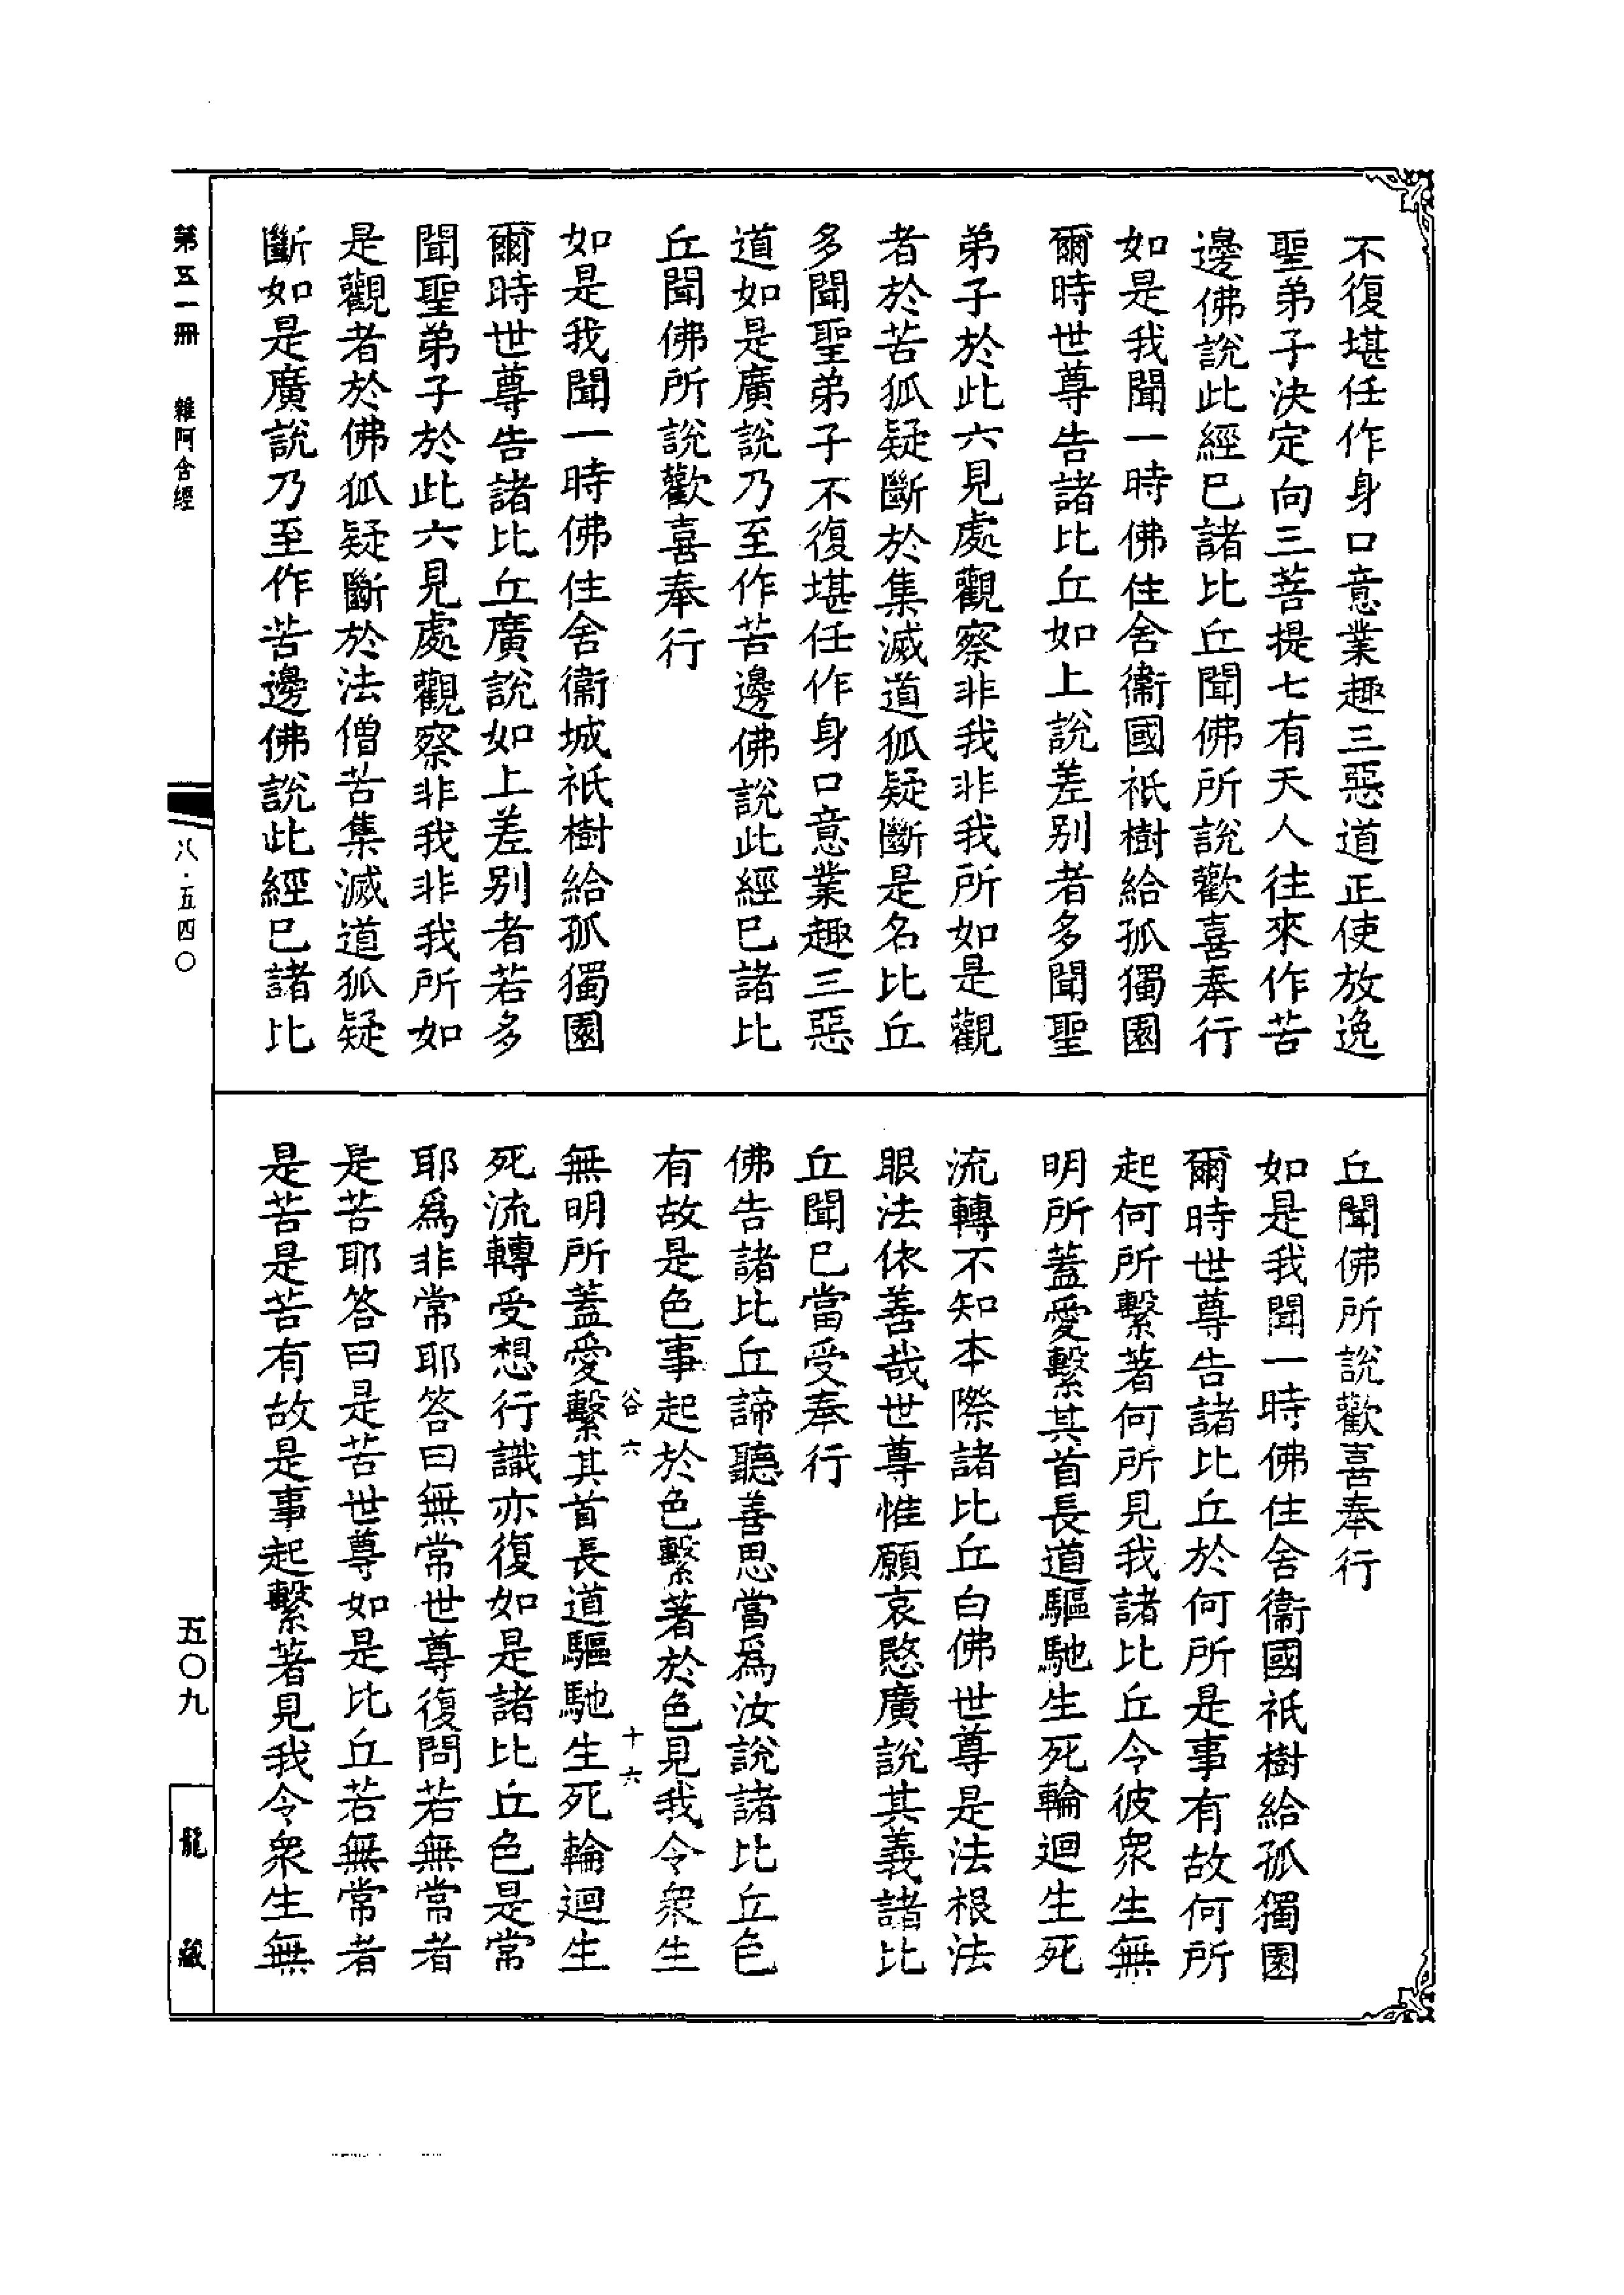 不復堪任作身口意業趣三惡道正使放逸
聖弟子決定向三菩提七有天人往來作苦
邊佛說此經已諸比丘聞佛所說歡喜奉行
如是我聞一時佛住舍衞國祇樹給孤獨園
爾時世尊告諸比丘如上說差別者多聞聖
弟子於此六見處觀察非我非我所如是觀
者於苦狐疑斷於集滅道狐疑斷是名比丘
多聞聖弟子不復堪任作身口意業趣三惡
道如是廣說乃至作苦邊佛說此經已諸比
丘聞佛所說歡喜奉行
如是我聞一時佛住舍衞城祇樹給孤獨園
爾時世尊告諸比丘廣說如上差別者若多
聞聖弟子於此六見處觀察非我非我所如
是觀者於佛狐疑斷於法僧苦集滅道狐疑
斷如是廣說乃至作苦邊佛說此經已諸比
丘聞佛所說歡喜奉行
如是我聞一時佛住舍衞國祇樹給孤獨園
爾時世尊告諸比丘於何所是事有故何所
起何所繫著何所見我諸比丘令彼衆生無
明所蓋愛繫其首長道驅馳生死輪迴生死
流轉不知本際諸比丘白佛世尊是法根法
眼法依善哉世尊惟願哀愍廣說其義諸比
丘聞已當受奉行
佛告諸比丘諦聽善思當爲汝說諸比丘色
有故是色事起於色繫著於色見我令衆生
谷六 十六
無明所蓋愛繫其首長道驅馳生死輪迴生
死流轉受想行識亦復如是諸比丘色是常
耶爲非常耶答曰無常世尊復問若無常者
是苦耶答曰是苦世尊如是比丘若無常者
是苦是苦有故是事起繫著見我令衆生無
第五一冊 雜阿含經
八·五四〇
五〇九
龍藏